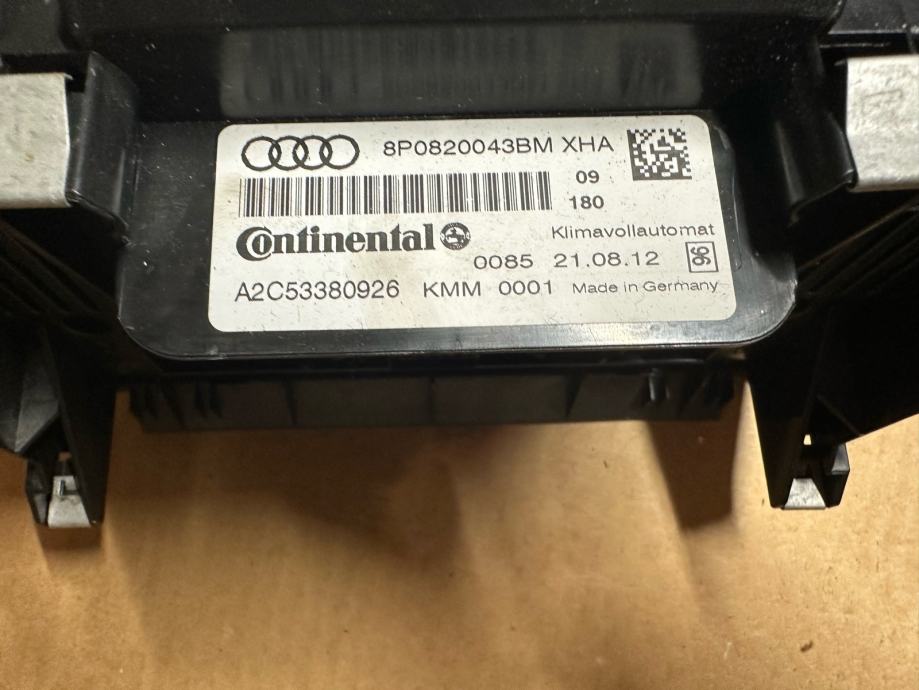 8P0820043BM XHA
09
180
Continental
Klimavollautomat
0085 21.08.12 96
A2C53380926 KMM 0001 Made in Germany